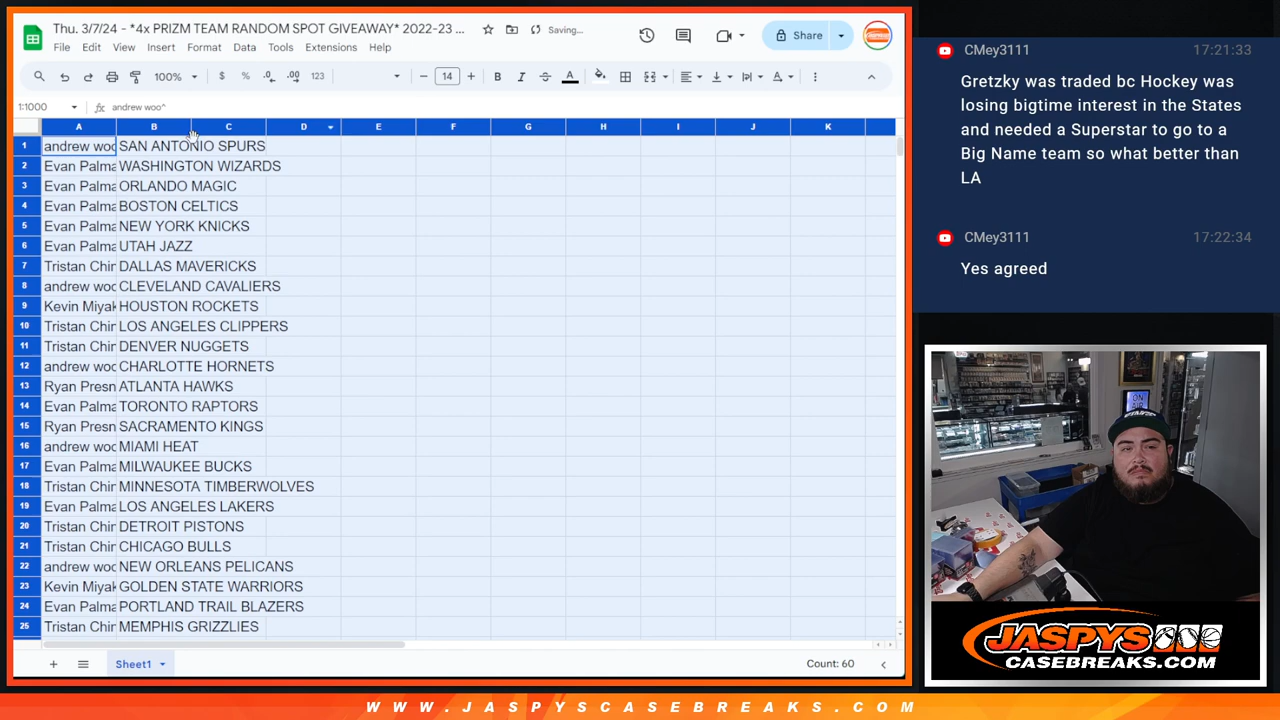 Thu. 3/7/24 - *4x PRIZM TEAM RANDOM SPOT GIVEAWAY* 2022-23 ...
Saving...
Share
File Edit View Insert Format Data Tools Extensions Help
100% $ % .0 .00 123 14 B I A
1:1000 fx andrew woo^
A B C D E F G H I J K
1 andrew woo SAN ANTONIO SPURS
2 Evan Palma WASHINGTON WIZARDS
3 Evan Palma ORLANDO MAGIC
4 Evan Palma BOSTON CELTICS
5 Evan Palma NEW YORK KNICKS
6 Evan Palma UTAH JAZZ
7 Tristan Chin DALLAS MAVERICKS
8 andrew woo CLEVELAND CAVALIERS
9 Kevin Miyak HOUSTON ROCKETS
10 Tristan Chin LOS ANGELES CLIPPERS
11 Tristan Chin DENVER NUGGETS
12 andrew woo CHARLOTTE HORNETS
13 Ryan Presn ATLANTA HAWKS
14 Evan Palma TORONTO RAPTORS
15 Ryan Presn SACRAMENTO KINGS
16 andrew woo MIAMI HEAT
17 Evan Palma MILWAUKEE BUCKS
18 Tristan Chin MINNESOTA TIMBERWOLVES
19 Evan Palma LOS ANGELES LAKERS
20 Tristan Chin DETROIT PISTONS
21 Tristan Chin CHICAGO BULLS
22 andrew woo NEW ORLEANS PELICANS
23 Kevin Miyak GOLDEN STATE WARRIORS
24 Evan Palma PORTLAND TRAIL BLAZERS
25 Tristan Chin MEMPHIS GRIZZLIES
Sheet1
Count: 60
CMey3111 17:21:33
Gretzky was traded bc Hockey was
losing bigtime interest in the States
and needed a Superstar to go to a
Big Name team so what better than
LA
CMey3111 17:22:34
Yes agreed
JASPYS
CASEBREAKS.COM
WWW.JASPYSCASEBREAKS.COM